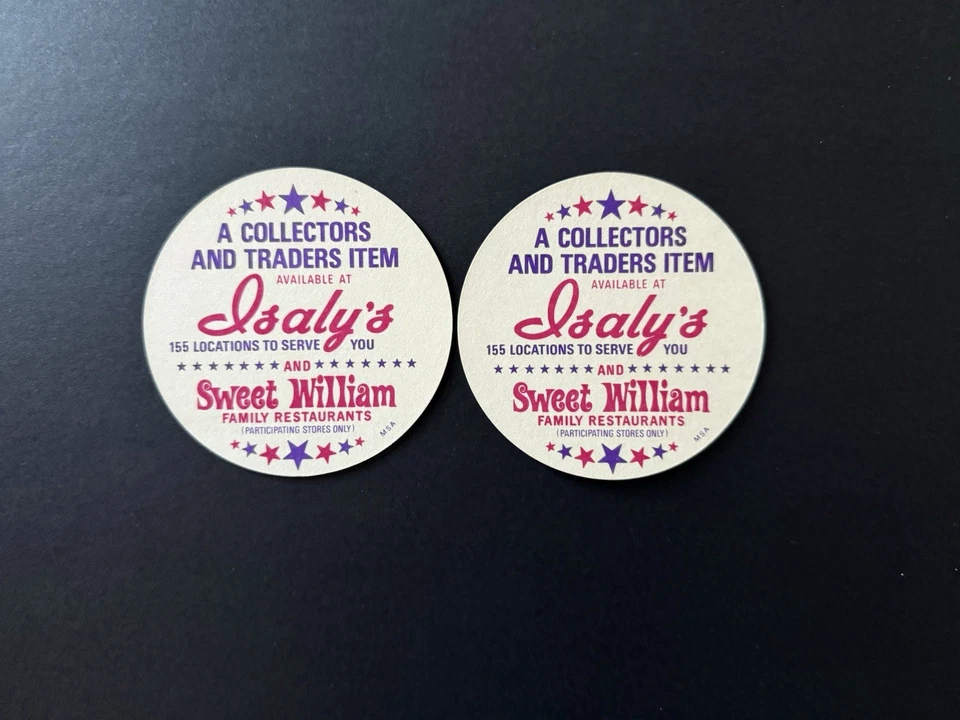 A COLLECTORS
AND TRADERS ITEM
AVAILABLE AT
Isaly's
155 LOCATIONS TO SERVE YOU
AND
Sweet William
FAMILY RESTAURANTS
(PARTICIPATING STORES ONLY)
MSA
A COLLECTORS
AND TRADERS ITEM
AVAILABLE AT
Isaly's
155 LOCATIONS TO SERVE YOU
AND
Sweet William
FAMILY RESTAURANTS
(PARTICIPATING STORES ONLY)
MSA